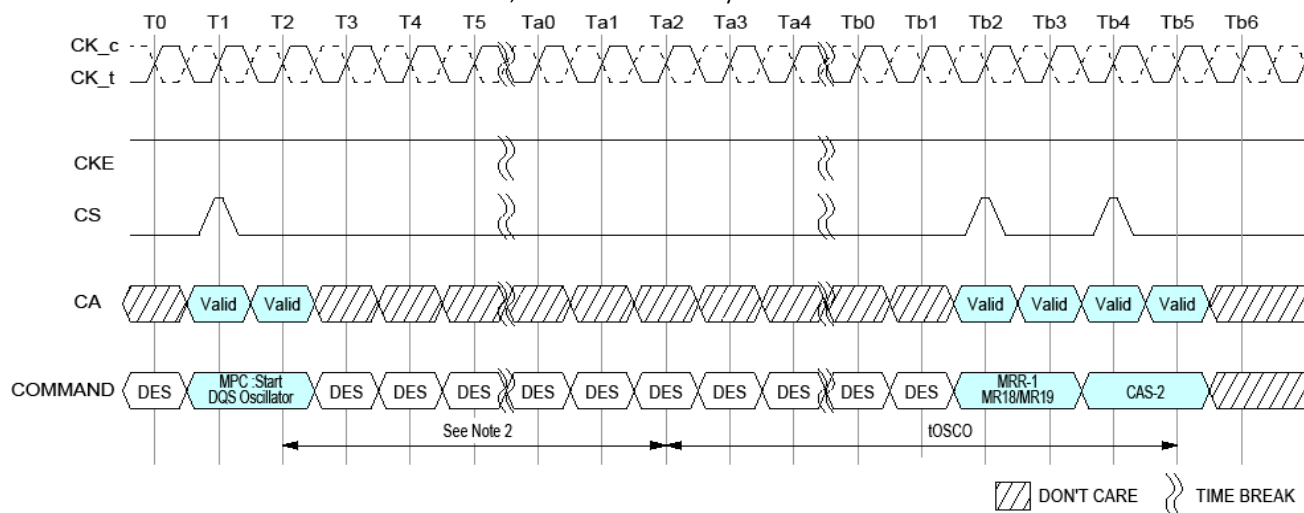 T0 T1 T2 T3 T4 T5 Ta0 Ta1 Ta2 Ta3 Ta4 Tb0 Tb1 Tb2 Tb3 Tb4 Tb5 Tb6
CK_c
CK_t
CKE
CS
CA Valid Valid Valid Valid Valid Valid
COMMAND DES MPC :Start DES DES DES DES DES DES DES DES DES DES MRR-1 CAS-2
DQS Oscillator MR18/MR19
See Note 2 tOSCO
DON'T CARE TIME BREAK